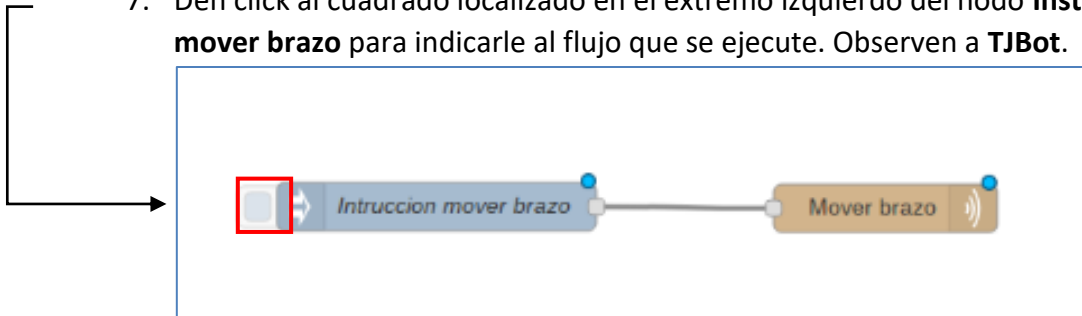 7. Den click al cuadrado localizado en el extremo izquierdo del nodo
mover brazo para indicarle al flujo que se ejecute. Observen a TJBot.
Intruccion mover brazo
Mover brazo